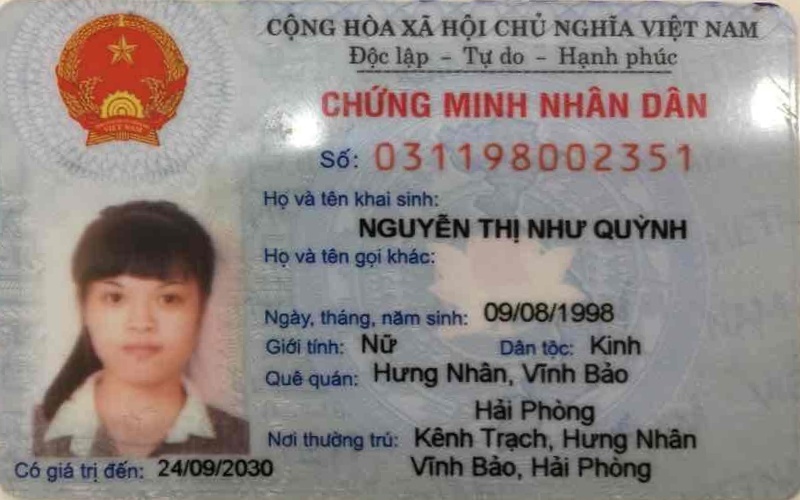 CỘNG HÒA XÃ HỘI CHỦ NGHĨA VIỆT NAM
Độc lập – Tự do – Hạnh phúc
CHỨNG MINH NHÂN DÂN
Số: 031198002351
Họ và tên khai sinh:
NGUYỄN THỊ NHƯ QUỲNH
Họ và tên gọi khác:
Ngày, tháng, năm sinh: 09/08/1998
Giới tính: Nữ Dân tộc: Kinh
Quê quán: Hưng Nhân, Vĩnh Bảo
Hải Phòng
Nơi thường trú: Kênh Trạch, Hưng Nhân
Vĩnh Bảo, Hải Phòng
Có giá trị đến: 24/09/2030
VIỆT NAM